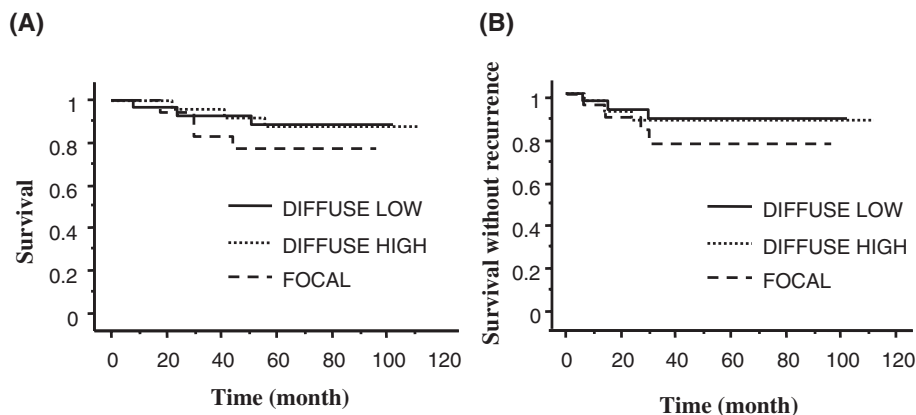 (A)
Survival
1
0.8
0.6
0.4
0.2
0
DIFFUSE LOW
DIFFUSE HIGH
FOCAL
0 20 40 60 80 100 120
Time (month)
(B)
Survival without recurrence
1
0.8
0.6
0.4
0.2
0
DIFFUSE LOW
DIFFUSE HIGH
FOCAL
0 20 40 60 80 100 120
Time (month)